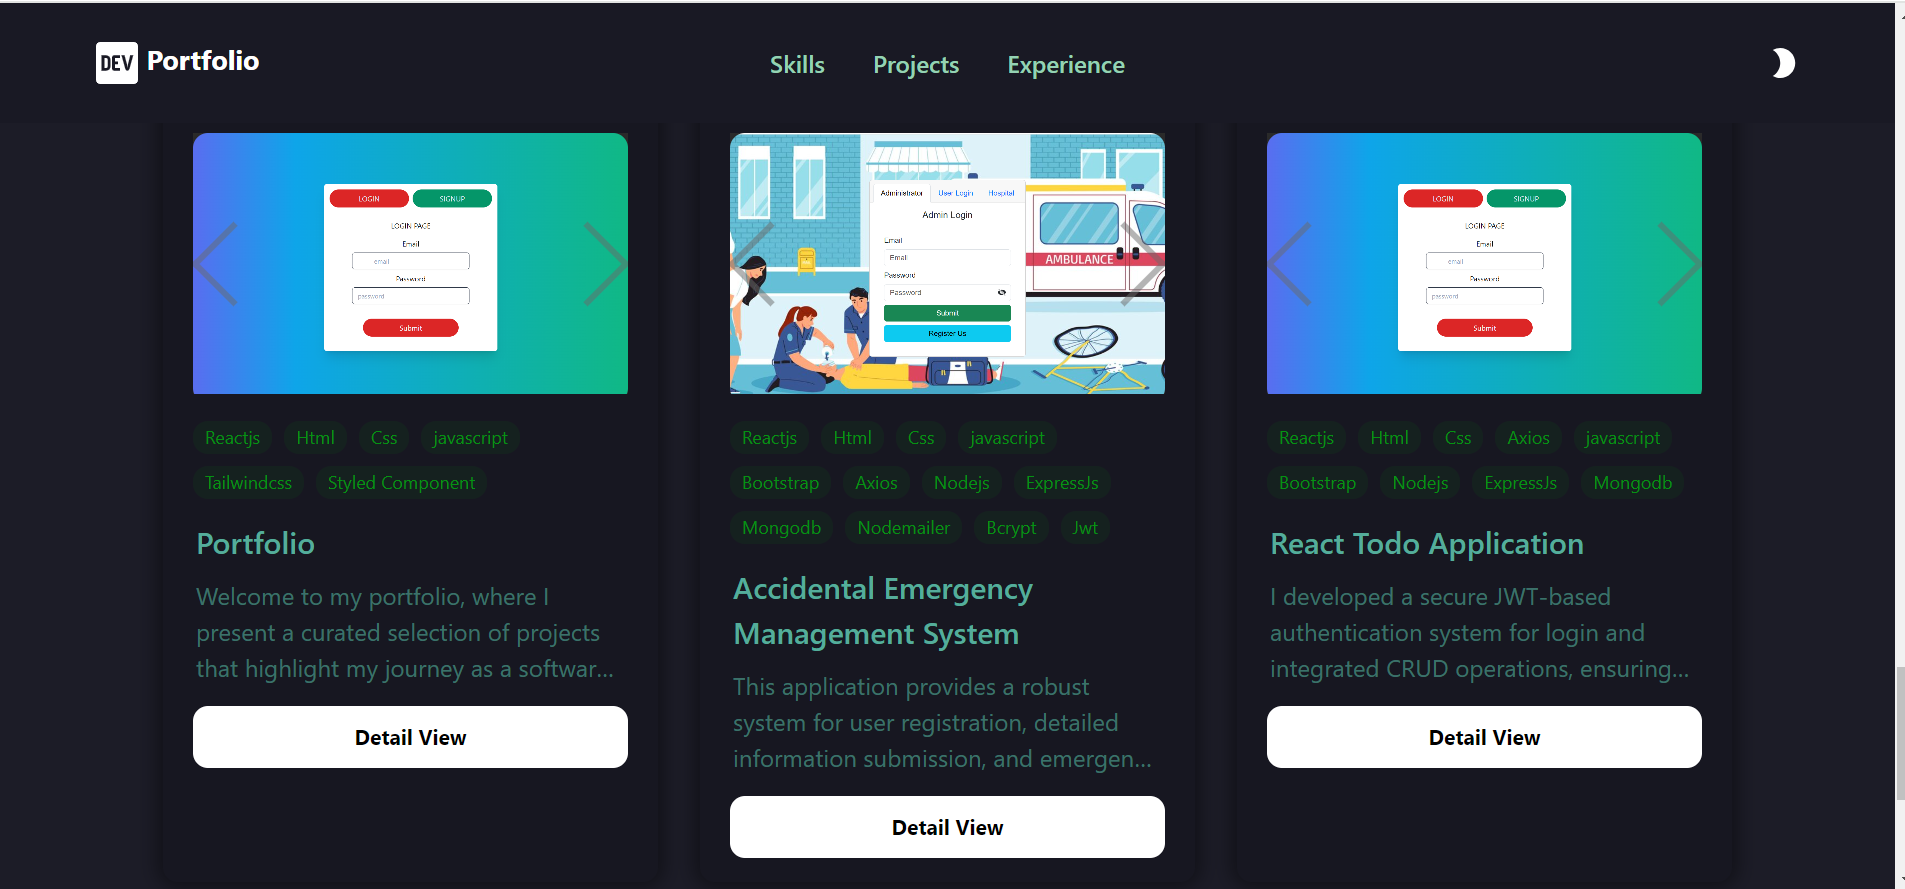 DEV Portfolio
Skills Projects Experience
LOGIN SIGNUP
LOGIN PAGE
Email
email
Password
password
Submit
Reactjs Html Css javascript
Tailwindcss Styled Component
Portfolio
Welcome to my portfolio, where I
present a curated selection of projects
that highlight my journey as a softwar...
Detail View
Administrator User Login Hospital
Admin Login
Email
Email
Password
Password
Submit
Register Us
AMBULANCE
Reactjs Html Css javascript
Bootstrap Axios Nodejs ExpressJs
Mongodb Nodemailer Bcrypt Jwt
Accidental Emergency
Management System
This application provides a robust
system for user registration, detailed
information submission, and emergen...
Detail View
LOGIN SIGNUP
LOGIN PAGE
Email
email
Password
password
Submit
Reactjs Html Css Axios javascript
Bootstrap Nodejs ExpressJs Mongodb
React Todo Application
I developed a secure JWT-based
authentication system for login and
integrated CRUD operations, ensuring...
Detail View